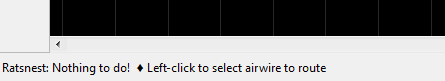 Ratsnest: Nothing to do! ♦ Left-click to select airwire to route